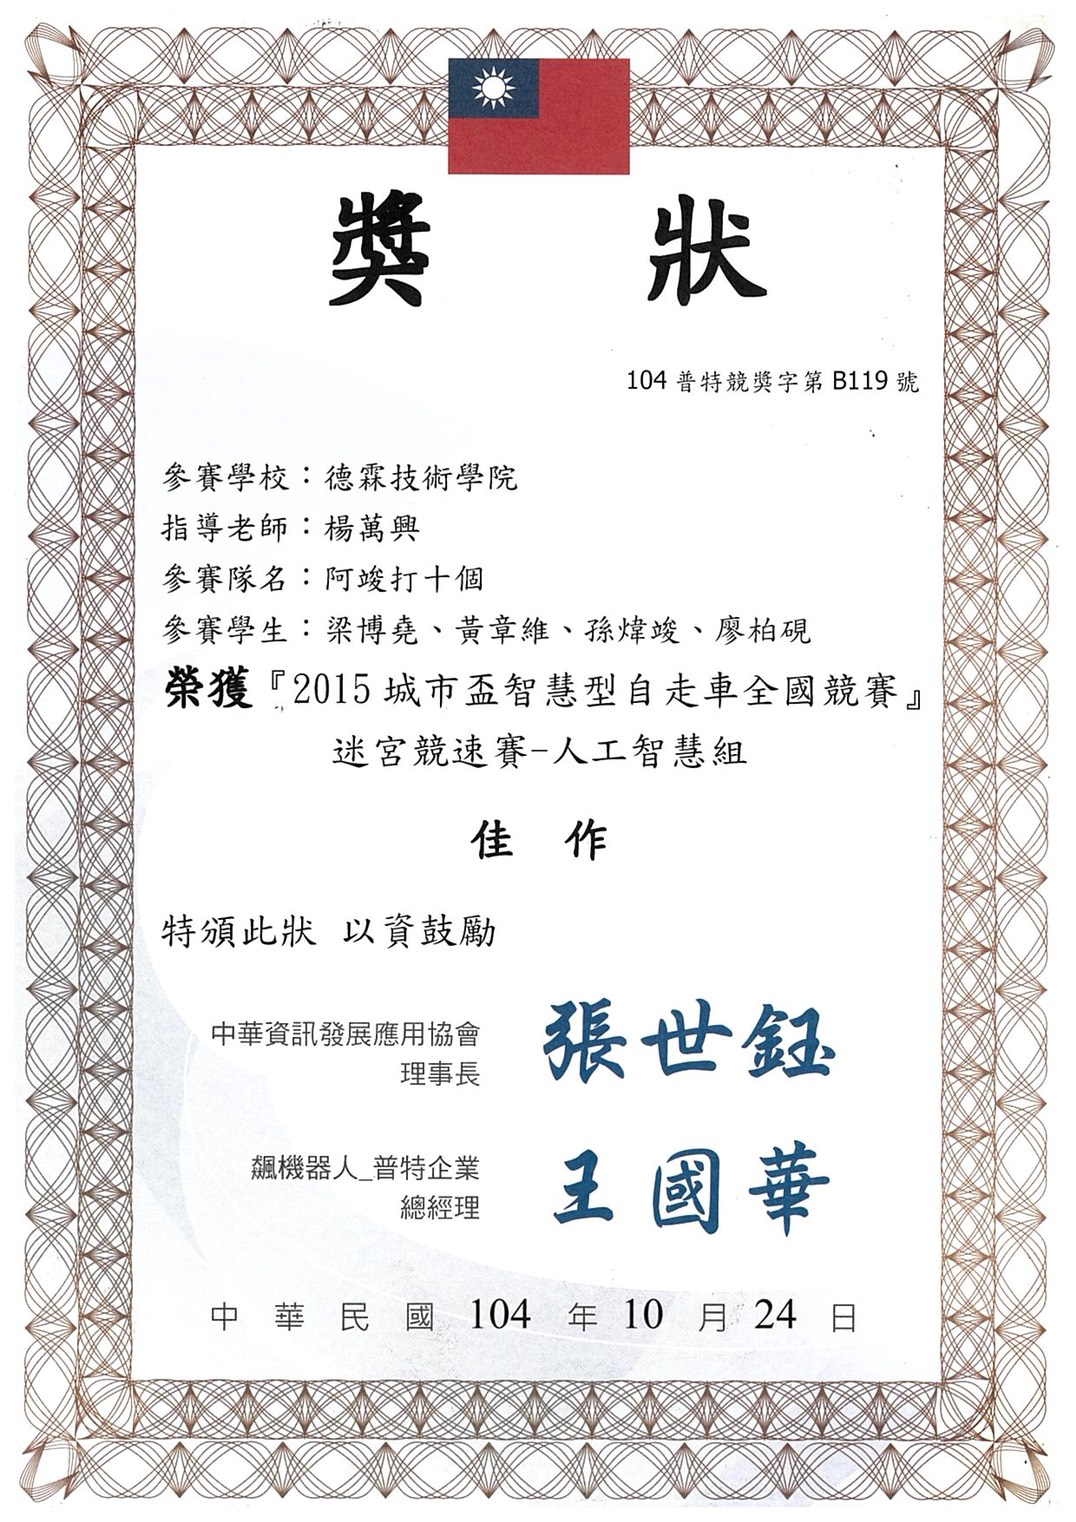 獎 狀
104 普特競獎字第 B119 號
參賽學校：德霖技術學院
指導老師：楊萬興
參賽隊名：阿竣打十個
參賽學生：梁博堯、黃章維、孫煒竣、廖柏硯
榮獲『2015 城市盃智慧型自走車全國競賽』
迷宮競速賽-人工智慧組
佳 作
特頒此狀 以資鼓勵
中華資訊發展應用協會
理事長
張世鈺
飆機器人_普特企業
總經理
王國華
中 華 民 國 104 年 10 月 24 日